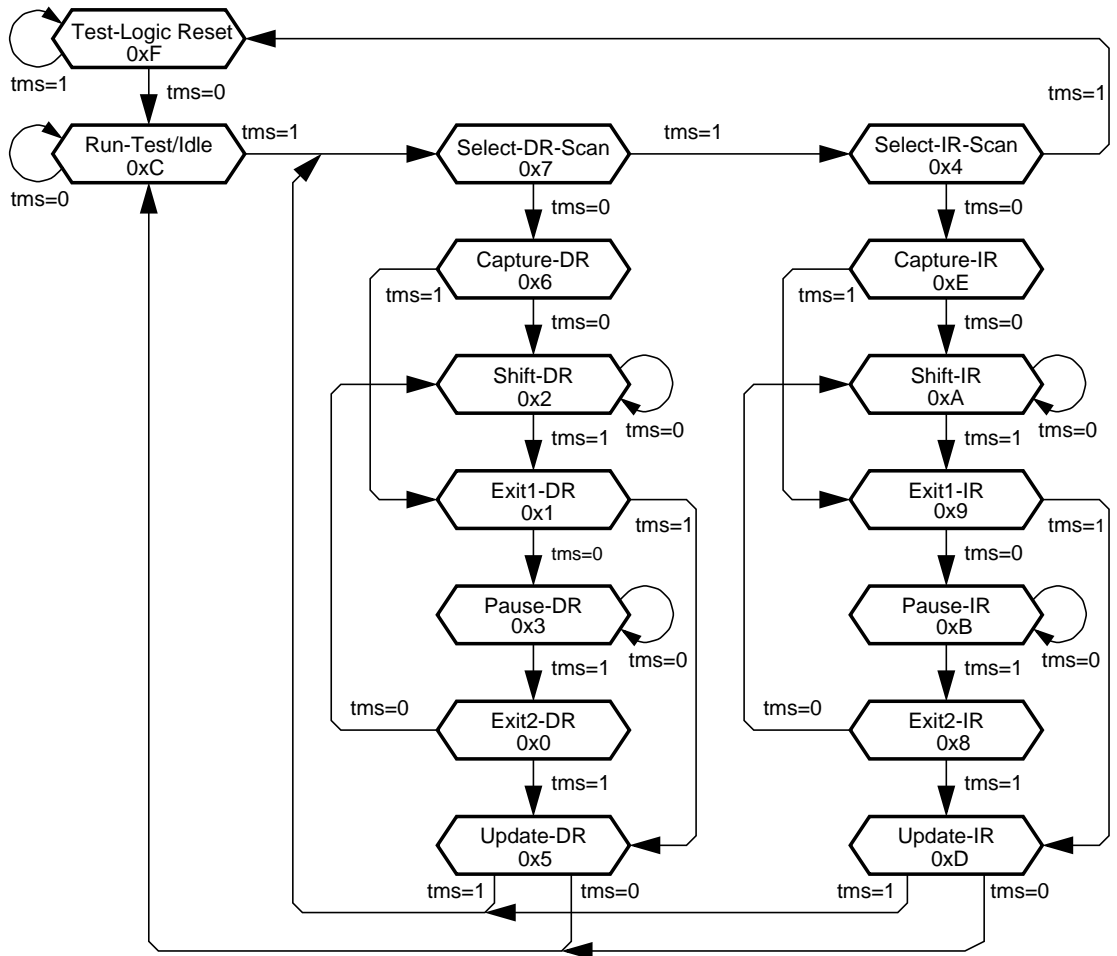 Test-Logic Reset
0xF
tms=1
tms=0
tms=1
Run-Test/Idle
0xC
tms=1
tms=0
Select-DR-Scan
0x7
tms=1
Select-IR-Scan
0x4
tms=0
tms=0
Capture-DR
0x6
tms=1
tms=0
Capture-IR
0xE
tms=1
tms=0
Shift-DR
0x2
tms=0
tms=1
Shift-IR
0xA
tms=0
tms=1
Exit1-DR
0x1
tms=1
tms=0
Exit1-IR
0x9
tms=1
tms=0
Pause-DR
0x3
tms=0
tms=1
Pause-IR
0xB
tms=0
tms=1
tms=0
Exit2-DR
0x0
tms=1
tms=0
Exit2-IR
0x8
tms=1
Update-DR
0x5
tms=1
tms=0
Update-IR
0xD
tms=1
tms=0